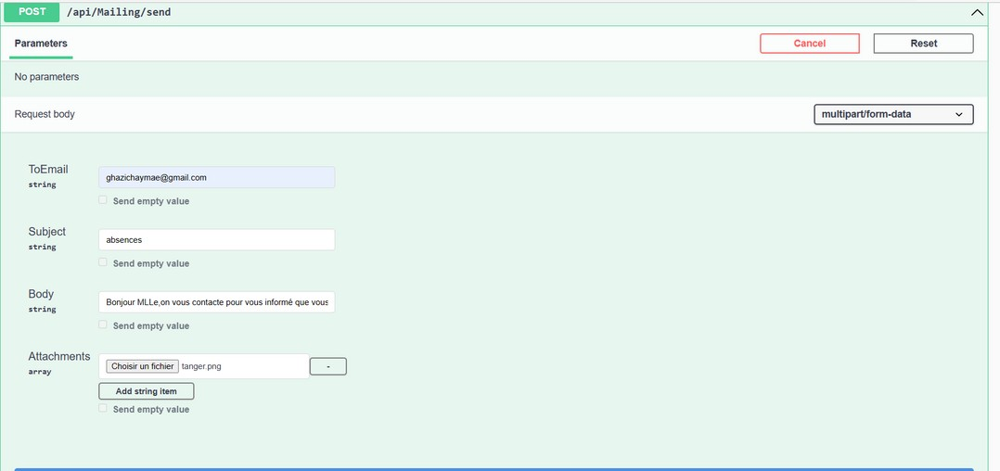 POST /api/Mailing/send
Parameters
Cancel
Reset
No parameters
Request body
multipart/form-data
ToEmail
string
ghazichaymae@gmail.com
Send empty value
Subject
string
absences
Send empty value
Body
string
Bonjour MLLe,on vous contacte pour vous informé que vous
Send empty value
Attachments
array
Choisir un fichier tanger.png
-
Add string item
Send empty value